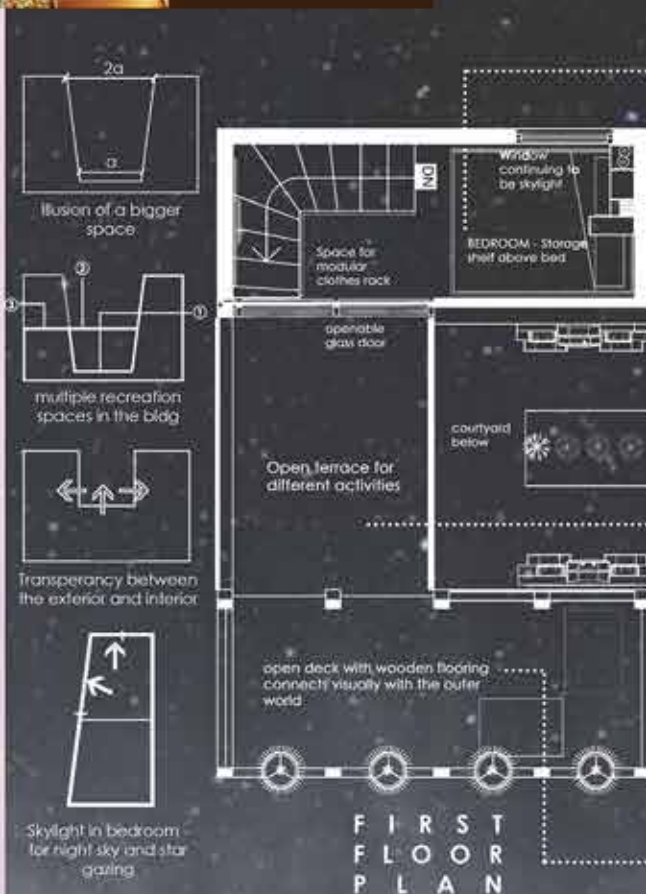 2a
a
Illusion of a bigger
space
②
③
①
multiple recreation
spaces in the bldg
Transperancy between
the exterior and interior
Skylight in bedroom
for night sky and star
gazing
DN
Window
continuing to
be skylight
Space for
modular
clothes rack
BEDROOM - Storage
shelf above bed
openable
glass door
courtyard
below
Open terrace for
different activities
open deck with wooden flooring
connects visually with the outer
world
FIRST
FLOOR
PLAN